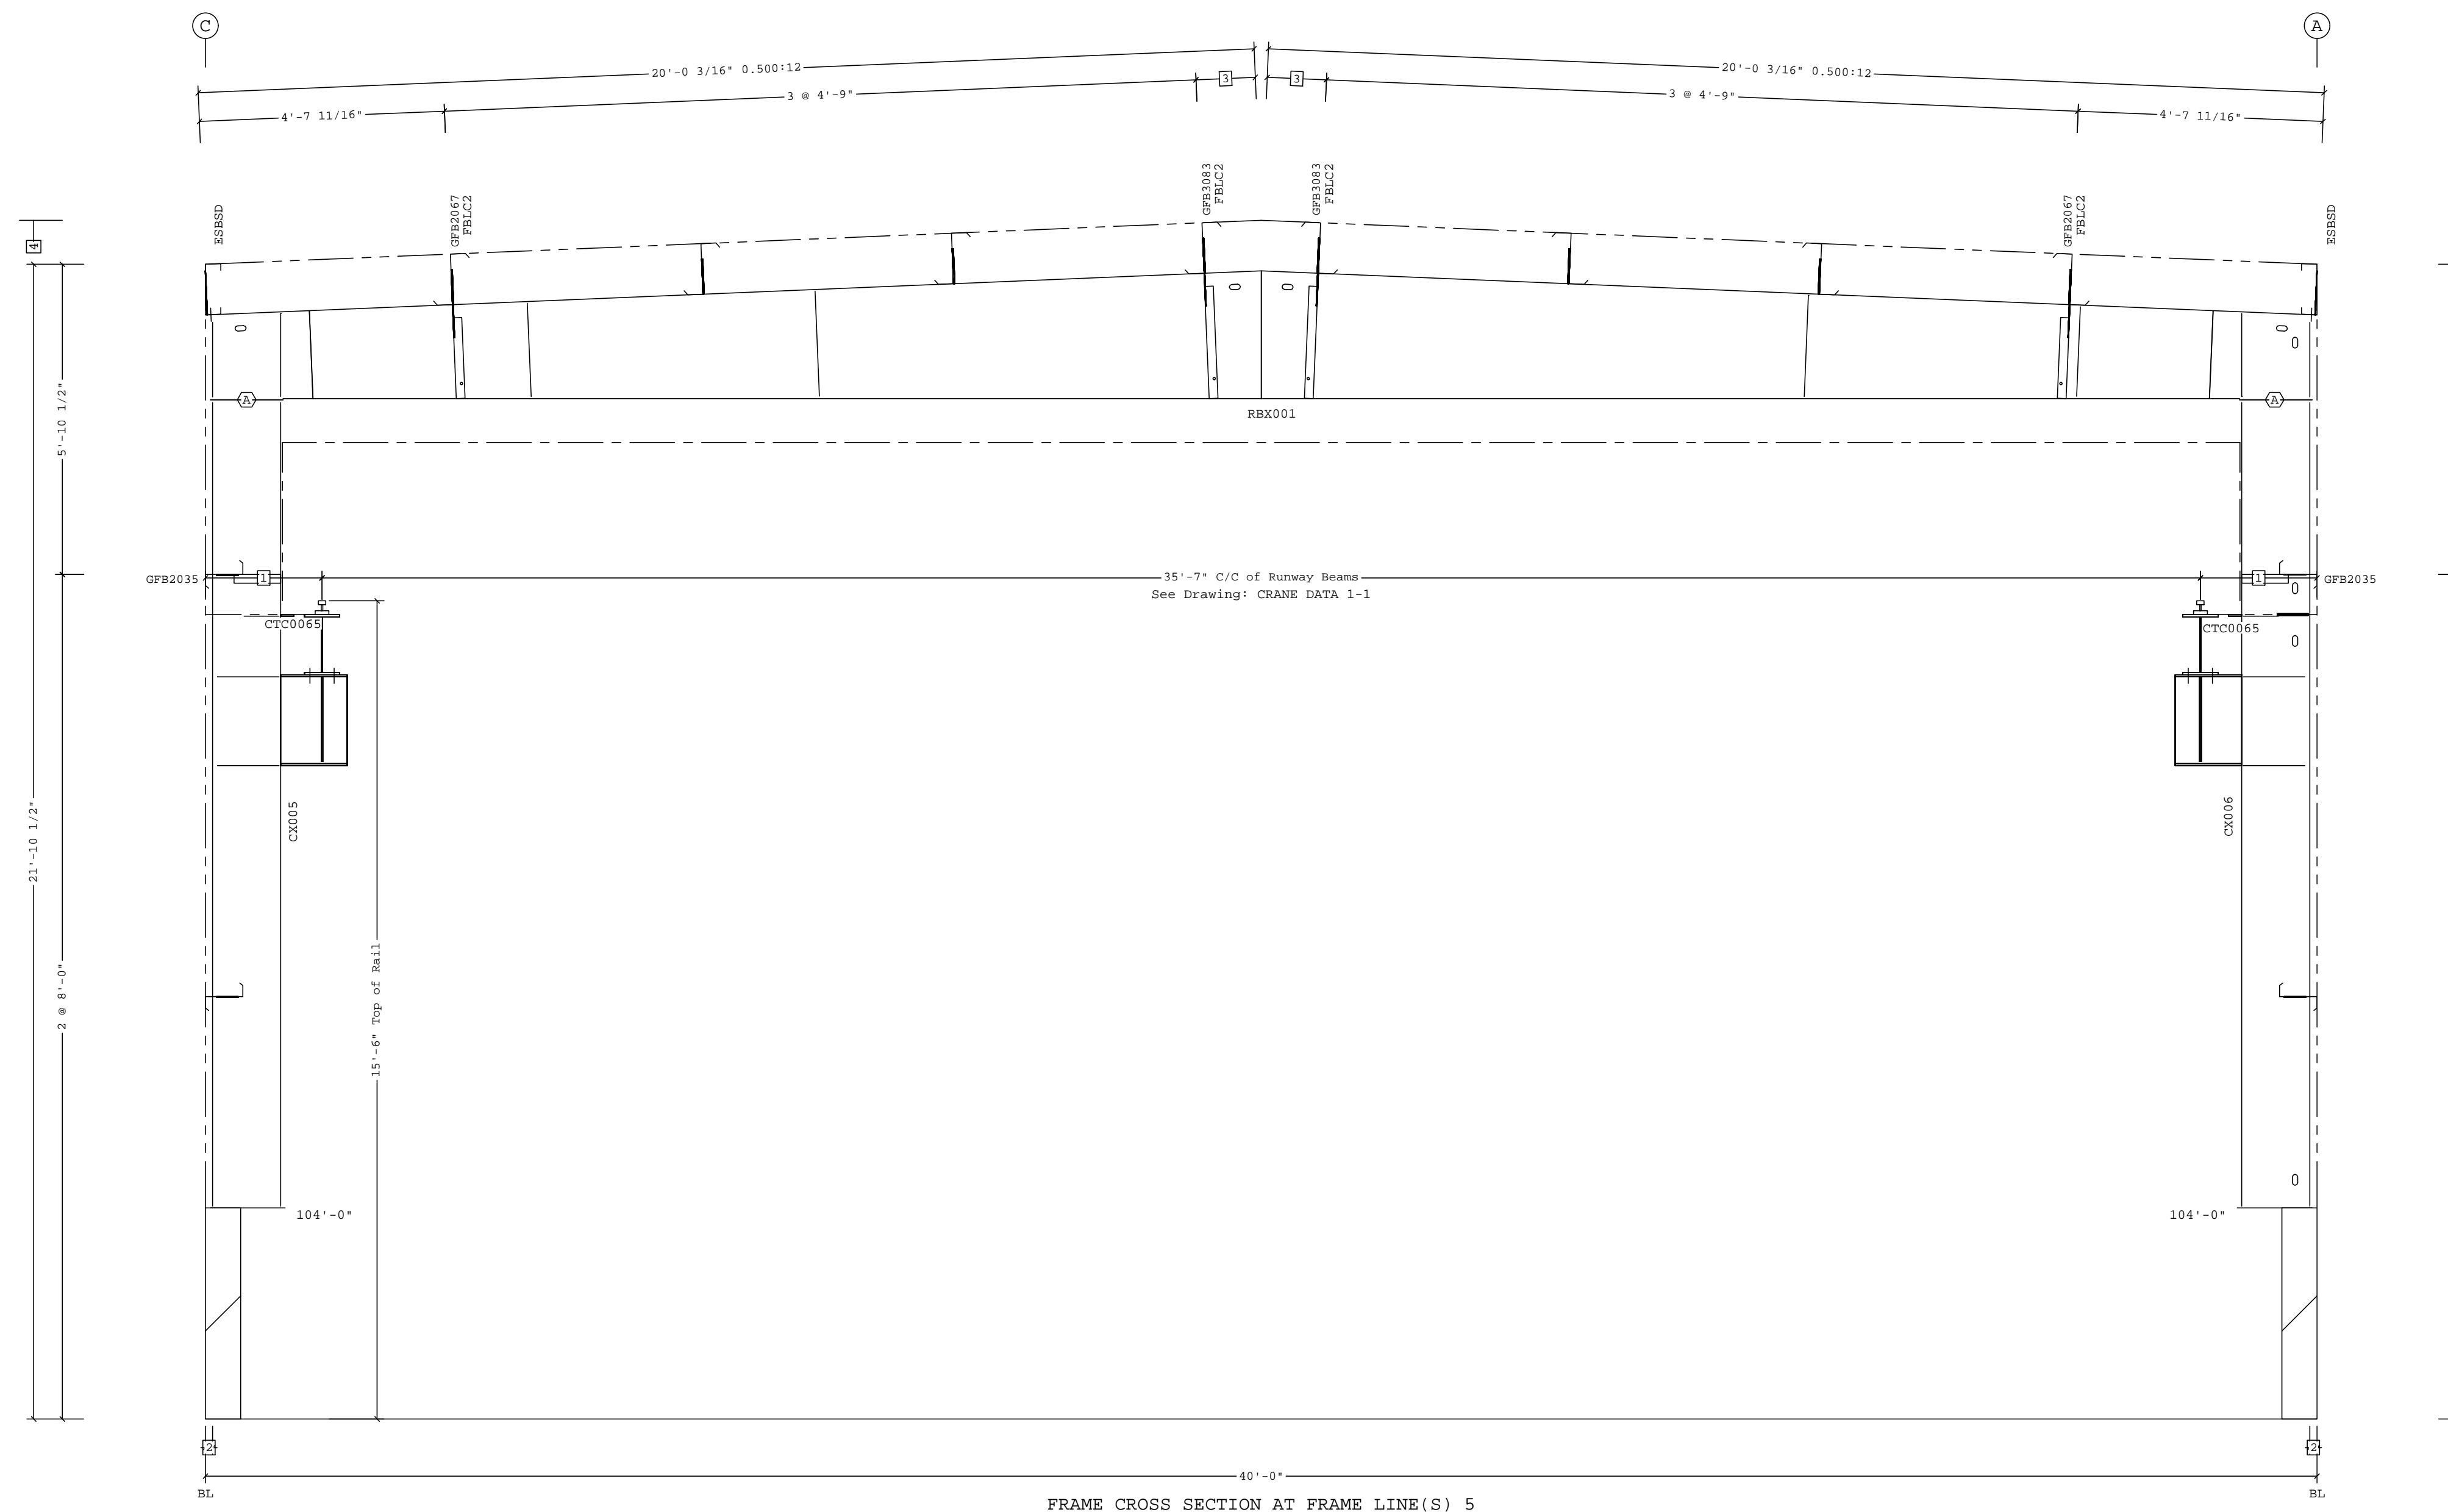 C
A
20'-0 3/16" 0.500:12
20'-0 3/16" 0.500:12
3
3
3 @ 4'-9"
3 @ 4'-9"
4'-7 11/16"
4'-7 11/16"
GFB3083
FBLC2
GFB3083
FBLC2
ESBSD
GFB2067
FBLC2
GFB2067
FBLC2
ESBSD
4
A
A
RBX001
5'-10 1/2"
GFB2035
1
35'-7" C/C of Runway Beams
1
GFB2035
See Drawing: CRANE DATA 1-1
CTC0065
CTC0065
CX005
CX006
21'-10 1/2"
2 @ 8'-0"
15'-6" Top of Rail
104'-0"
104'-0"
2
2
40'-0"
BL
BL
FRAME CROSS SECTION AT FRAME LINE(S) 5